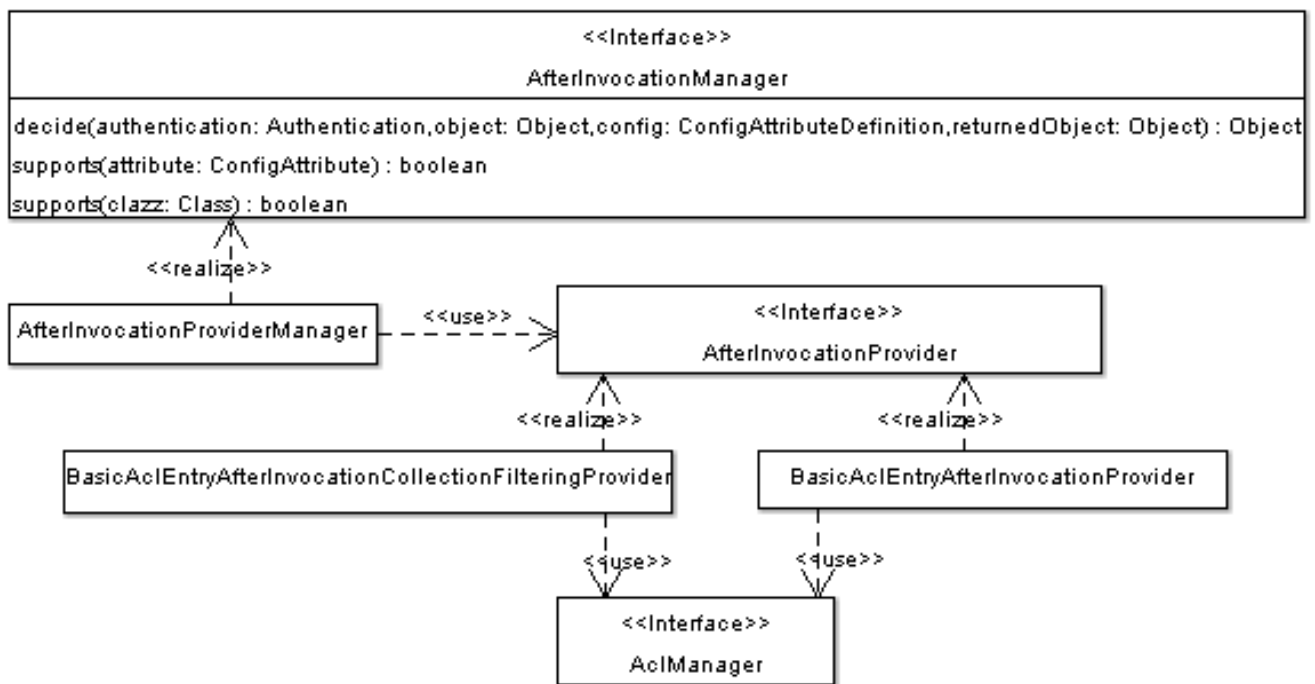 <<Interface>>
AfterInvocationManager
decide(authentication: Authentication,object: Object,config: ConfigAttributeDefinition,returnedObject: Object) : Object
supports(attribute: ConfigAttribute) : boolean
supports(clazz: Class) : boolean
<<realize>>
AfterInvocationProviderManager
<<use>>
<<Interface>>
AfterInvocationProvider
<<realize>>
<<realize>>
BasicAclEntryAfterInvocationCollectionFilteringProvider
BasicAclEntryAfterInvocationProvider
<<use>>
<<use>>
<<Interface>>
AclManager